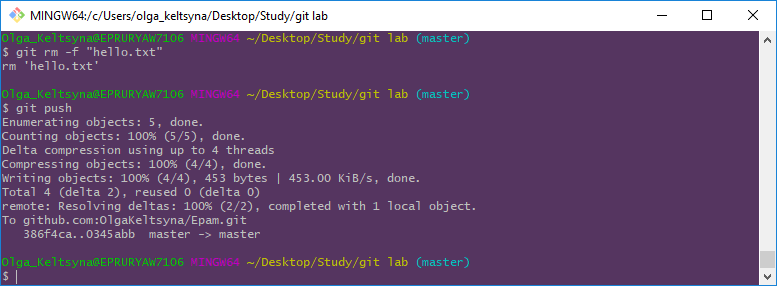 MINGW64:/c/Users/olga_keltsyna/Desktop/Study/git lab
Olga_Keltsyna@EPRURYAW7106 MINGW64 ~/Desktop/Study/git lab (master)
$ git rm -f "hello.txt"
rm 'hello.txt'
Olga_Keltsyna@EPRURYAW7106 MINGW64 ~/Desktop/Study/git lab (master)
$ git push
Enumerating objects: 5, done.
Counting objects: 100% (5/5), done.
Delta compression using up to 4 threads
Compressing objects: 100% (4/4), done.
Writing objects: 100% (4/4), 453 bytes | 453.00 KiB/s, done.
Total 4 (delta 2), reused 0 (delta 0)
remote: Resolving deltas: 100% (2/2), completed with 1 local object.
To github.com:OlgaKeltsyna/Epam.git
   386f4ca..0345abb  master -> master
Olga_Keltsyna@EPRURYAW7106 MINGW64 ~/Desktop/Study/git lab (master)
$